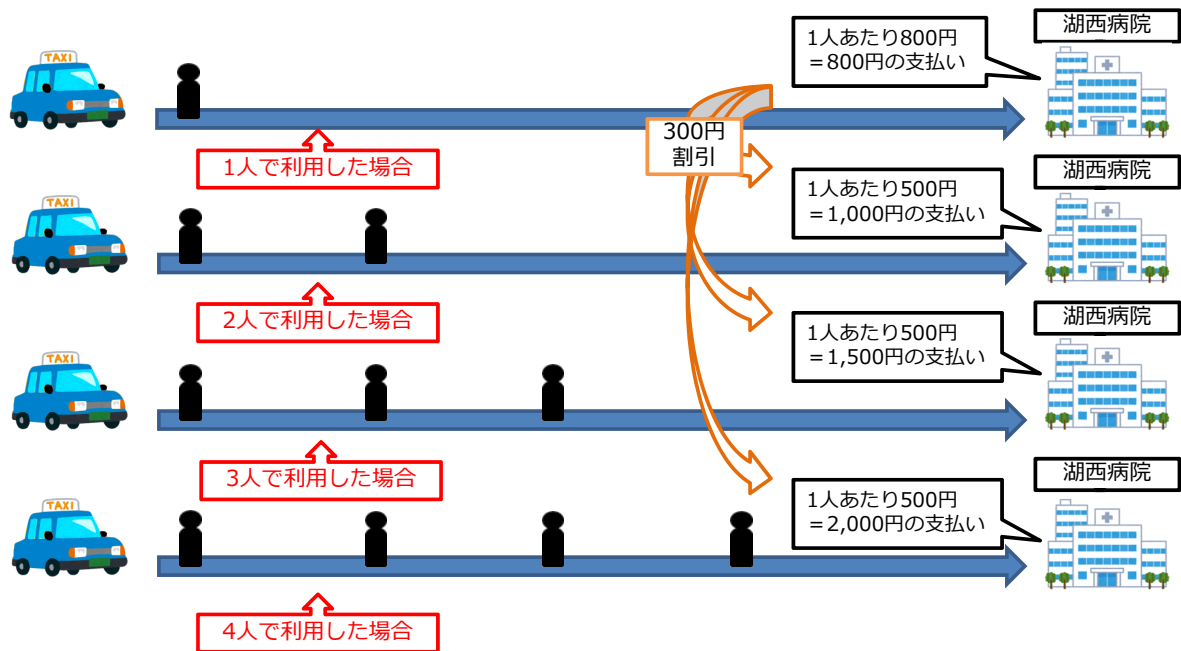 湖西病院
1人あたり800円
＝800円の支払い
TAXI
300円
割引
1人で利用した場合
湖西病院
1人あたり500円
＝1,000円の支払い
TAXI
2人で利用した場合
湖西病院
1人あたり500円
＝1,500円の支払い
TAXI
3人で利用した場合
湖西病院
1人あたり500円
＝2,000円の支払い
TAXI
4人で利用した場合